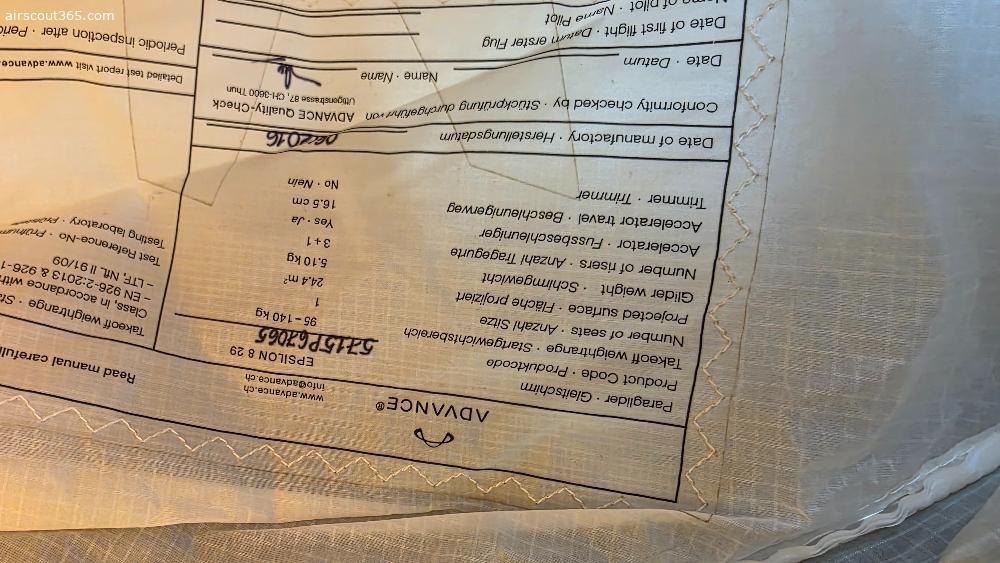 airscout365.com
ADVANCE®
www.advance.ch
info@advance.ch
Paraglider · Gleitschirm EPSILON 8 29
Product Code · Produktcode 5715P67065
Takeoff weightrange · Startgewichtsbereich 95–140 kg
Number of seats · Anzahl Sitze 1
Projected surface · Fläche projiziert 24,4 m²
Glider weight · Schirmgewicht 5.10 kg
Number of risers · Anzahl Tragegurte 3+1
Accelerator · Fussbeschleuniger Yes · Ja
Accelerator travel · Beschleunigerweg 16.5 cm
Trimmer · Trimmer No · Nein
Date of manufactory · Herstellungsdatum 2016
Conformity checked by · Stückprüfung durchgeführt von ADVANCE Quality-Check
Uttigenstrasse 87, CH-3600 Thun
Date · Datum Name · Name
Date of first flight · Datum erster Flug
Name of pilot · Name Pilot
Read manual
Takeoff weightrange ·
Class, in accordance
– EN 926-2:2013 & 926-1
– LTF, NfL II 91/09
Test Reference-No ·
Testing laboratory ·
Detailed test report visit www.advance
Periodic inspection after ·